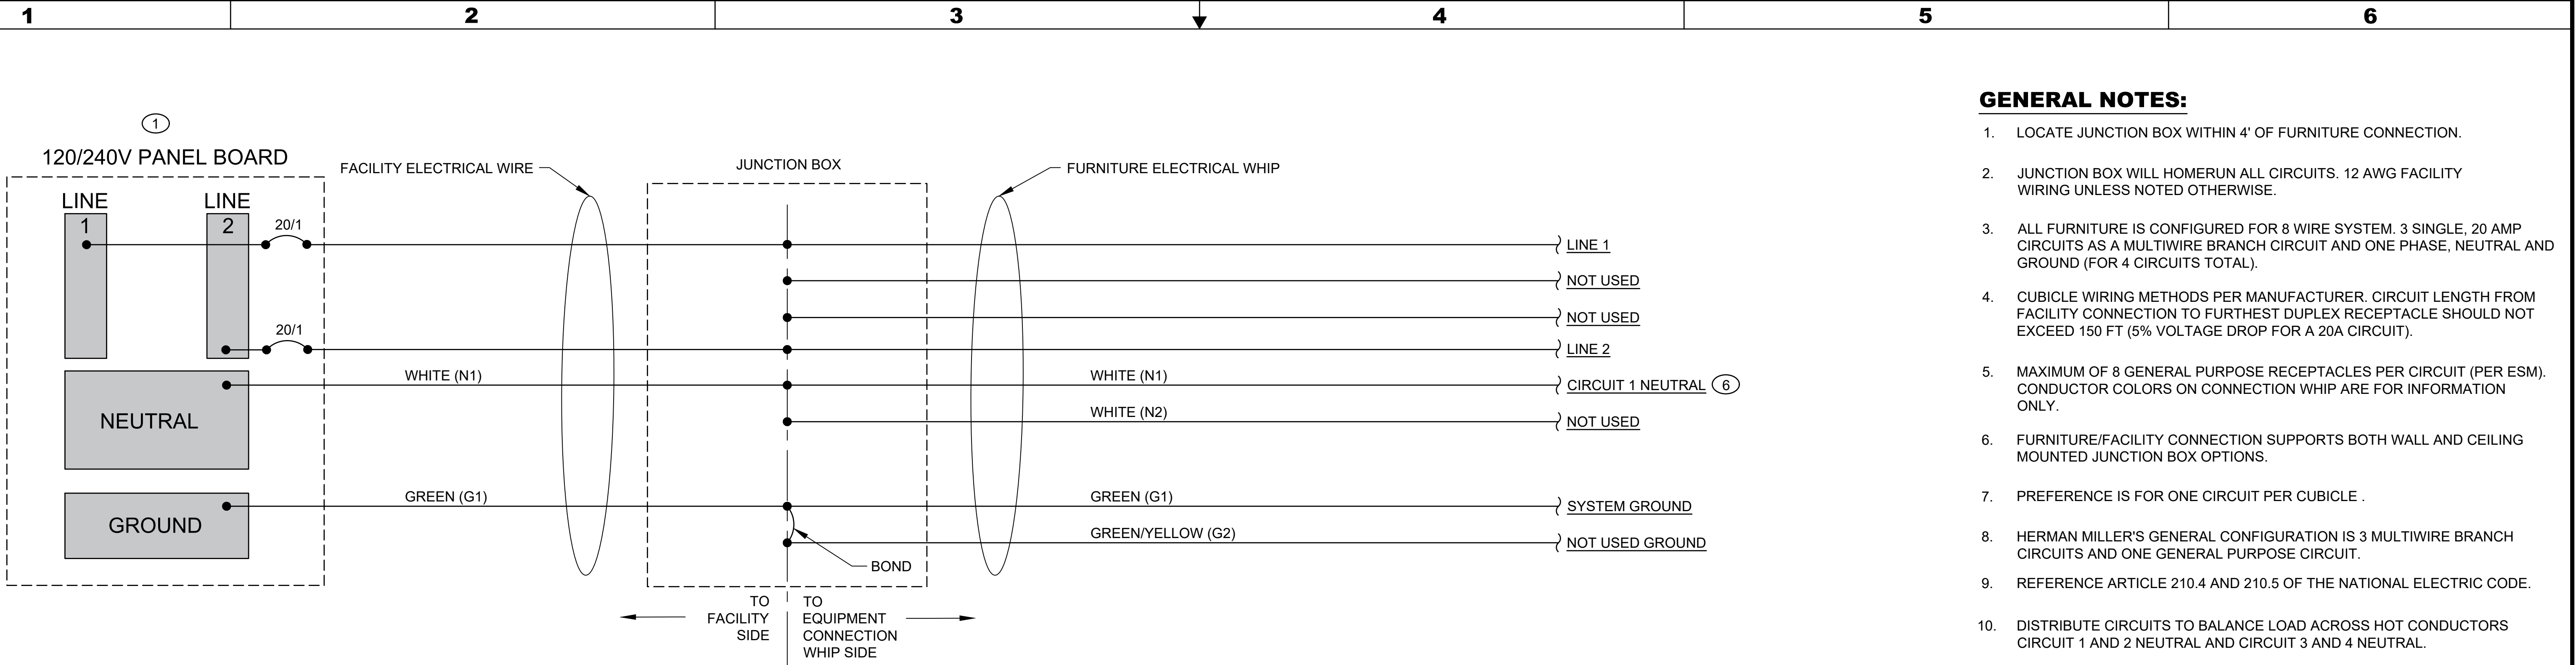 1 2 3 4 5 6
1
120/240V PANEL BOARD
LINE 1
LINE 2
20/1
20/1
NEUTRAL
GROUND
FACILITY ELECTRICAL WIRE
JUNCTION BOX
FURNITURE ELECTRICAL WHIP
LINE 1
NOT USED
NOT USED
LINE 2
WHITE (N1)
WHITE (N1)
CIRCUIT 1 NEUTRAL 6
WHITE (N2)
NOT USED
GREEN (G1)
GREEN (G1)
SYSTEM GROUND
GREEN/YELLOW (G2)
NOT USED GROUND
BOND
TO
FACILITY
SIDE
TO
EQUIPMENT
CONNECTION
WHIP SIDE
GENERAL NOTES:
1. LOCATE JUNCTION BOX WITHIN 4' OF FURNITURE CONNECTION.
2. JUNCTION BOX WILL HOMERUN ALL CIRCUITS. 12 AWG FACILITY
WIRING UNLESS NOTED OTHERWISE.
3. ALL FURNITURE IS CONFIGURED FOR 8 WIRE SYSTEM. 3 SINGLE, 20 AMP
CIRCUITS AS A MULTIWIRE BRANCH CIRCUIT AND ONE PHASE, NEUTRAL AND
GROUND (FOR 4 CIRCUITS TOTAL).
4. CUBICLE WIRING METHODS PER MANUFACTURER. CIRCUIT LENGTH FROM
FACILITY CONNECTION TO FURTHEST DUPLEX RECEPTACLE SHOULD NOT
EXCEED 150 FT (5% VOLTAGE DROP FOR A 20A CIRCUIT).
5. MAXIMUM OF 8 GENERAL PURPOSE RECEPTACLES PER CIRCUIT (PER ESM).
CONDUCTOR COLORS ON CONNECTION WHIP ARE FOR INFORMATION
ONLY.
6. FURNITURE/FACILITY CONNECTION SUPPORTS BOTH WALL AND CEILING
MOUNTED JUNCTION BOX OPTIONS.
7. PREFERENCE IS FOR ONE CIRCUIT PER CUBICLE .
8. HERMAN MILLER'S GENERAL CONFIGURATION IS 3 MULTIWIRE BRANCH
CIRCUITS AND ONE GENERAL PURPOSE CIRCUIT.
9. REFERENCE ARTICLE 210.4 AND 210.5 OF THE NATIONAL ELECTRIC CODE.
10. DISTRIBUTE CIRCUITS TO BALANCE LOAD ACROSS HOT CONDUCTORS
CIRCUIT 1 AND 2 NEUTRAL AND CIRCUIT 3 AND 4 NEUTRAL.